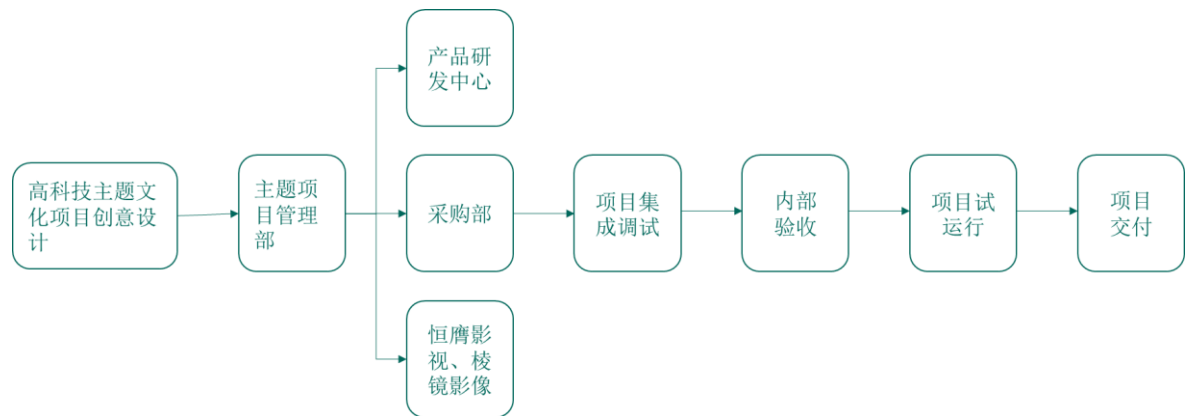 产品研
发中心
高科技主题文
化项目创意设
计
主题项
目管理
部
采购部
项目集
成调试
内部
验收
项目试
运行
项目
交付
恒膺影
视、棱
镜影像